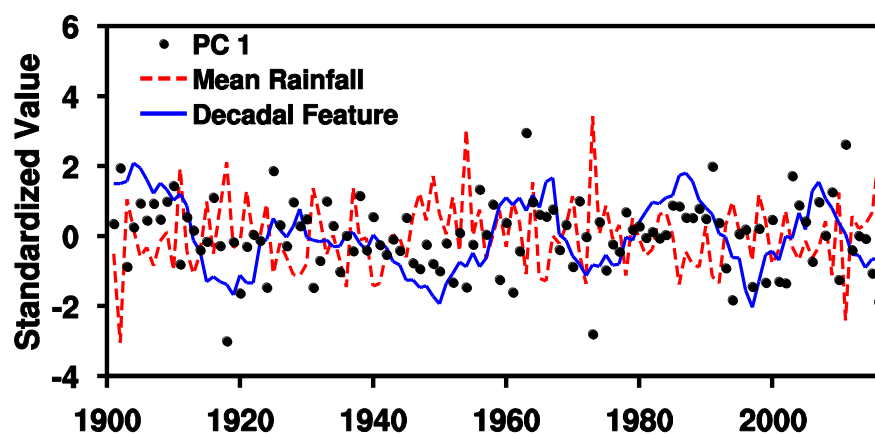 6
PC 1
Mean Rainfall
Decadal Feature
4
2
0
-2
-4
Standardized Value
1900 1920 1940 1960 1980 2000